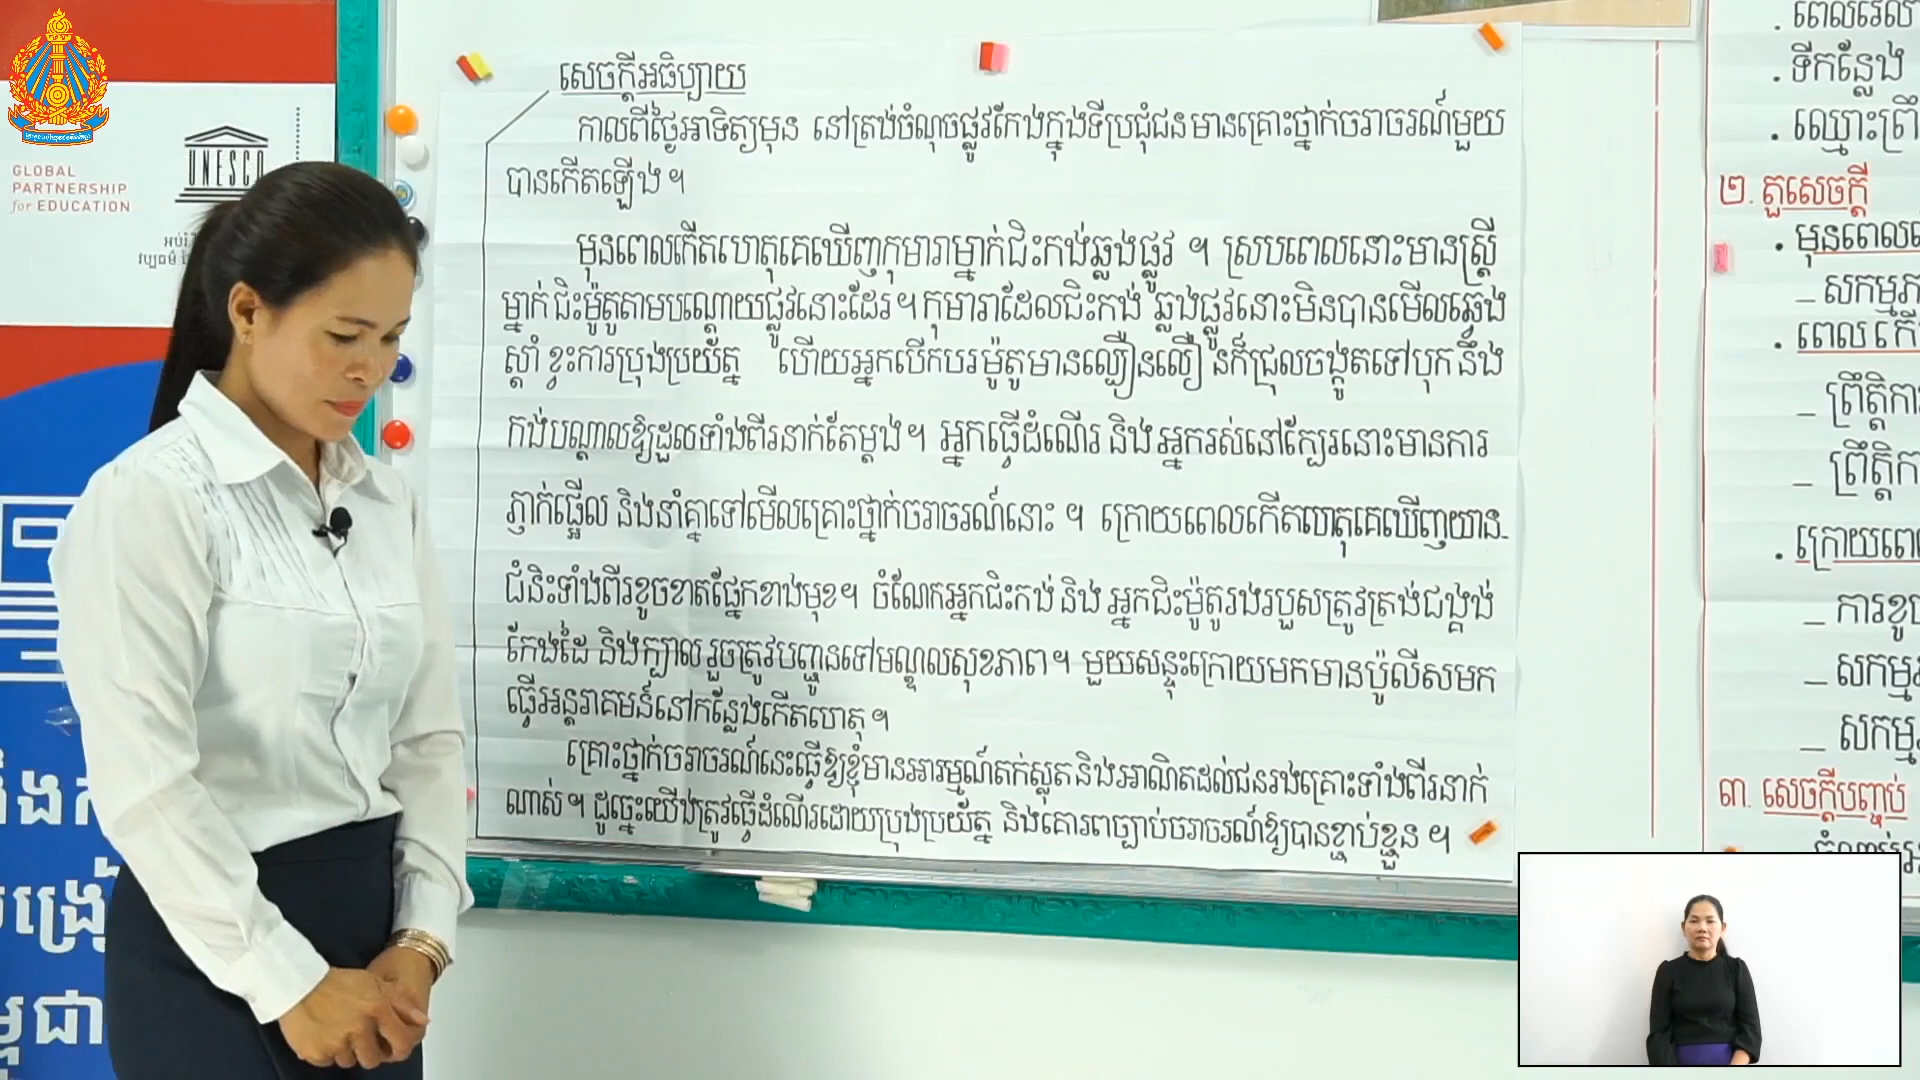 GLOBAL
PARTNERSHIP
for EDUCATION
UNESCO
សេចក្ដីអធិប្បាយ
កាលពីថ្ងៃអាទិត្យមុន នៅត្រង់ចំណុចផ្លូវកែងក្នុងទីប្រជុំជនមានគ្រោះថ្នាក់ចរាចរណ៍មួយ
បានកើតឡើង។
មុនពេលកើតហេតុគេឃើញកុមារាម្នាក់ជិះកង់ឆ្លងផ្លូវ ។ ស្របពេលនោះមានស្ត្រី
ម្នាក់ជិះម៉ូតូតាមបណ្ដោយផ្លូវនោះដែរ។ កុមារាដែលជិះកង់ ឆ្លងផ្លូវនោះមិនបានមើលឆ្វេង
ស្ដាំ ខ្វះការប្រុងប្រយ័ត្ន ហើយអ្នកបើកបរម៉ូតូមានល្បឿនលឿ នក៏ជ្រុលចង្កូតទៅបុកនឹង
កង់បណ្ដាលឱ្យដួលទាំងពីរនាក់តែម្ដង។ អ្នកធ្វើដំណើរ និង អ្នករស់នៅក្បែរនោះមានការ
ភ្ញាក់ផ្អើល និងនាំគ្នាទៅមើលគ្រោះថ្នាក់ចរាចរណ៍នោះ ។ ក្រោយពេលកើតហេតុគេឃើញយាន-
ជំនិះទាំងពីរខូចខាតផ្នែកខាងមុខ។ ចំណែកអ្នកជិះកង់ និង អ្នកជិះម៉ូតូរងរបួសត្រូវត្រង់ជង្គង់
កែងដៃ និងក្បាល រួចត្រូវបញ្ជូនទៅមណ្ឌលសុខភាព។ មួយសន្ទុះក្រោយមកមានប៉ូលីសមក
ធ្វើអន្តរាគមន៍នៅកន្លែងកើតហេតុ។
គ្រោះថ្នាក់ចរាចរណ៍នេះធ្វើឱ្យខ្ញុំមានអារម្មណ៍តក់ស្លុតនិងអាណិតដល់ជនរងគ្រោះទាំងពីរនាក់
ណាស់។ ដូច្នេះយើងត្រូវធ្វើដំណើរដោយប្រុងប្រយ័ត្ន និងគោរពច្បាប់ចរាចរណ៍ឱ្យបានខ្ជាប់ខ្ជួន ។
. ទីកន្លែង
២. តួសេចក្ដី
៣. សេចក្ដីបញ្ចប់